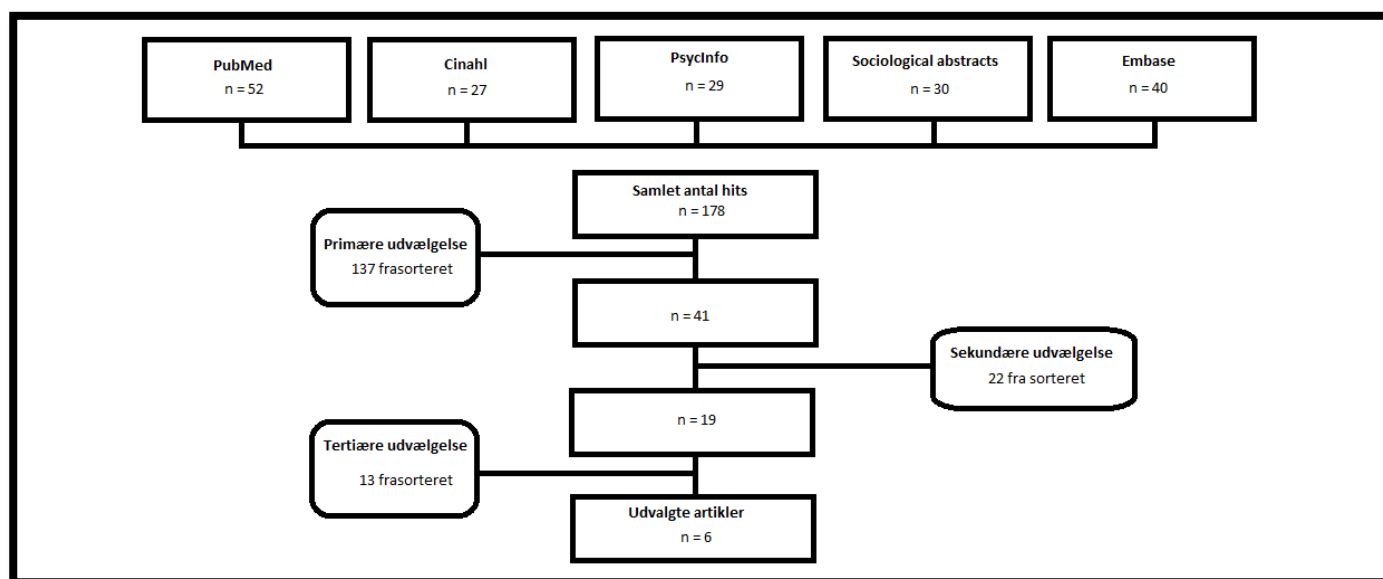 PubMed
n = 52
Cinahl
n = 27
PsycInfo
n = 29
Sociological abstracts
n = 30
Embase
n = 40
Samlet antal hits
n = 178
Primære udvælgelse
137 frasorteret
n = 41
Sekundære udvælgelse
22 fra sorteret
n = 19
Tertiære udvælgelse
13 frasorteret
Udvalgte artikler
n = 6